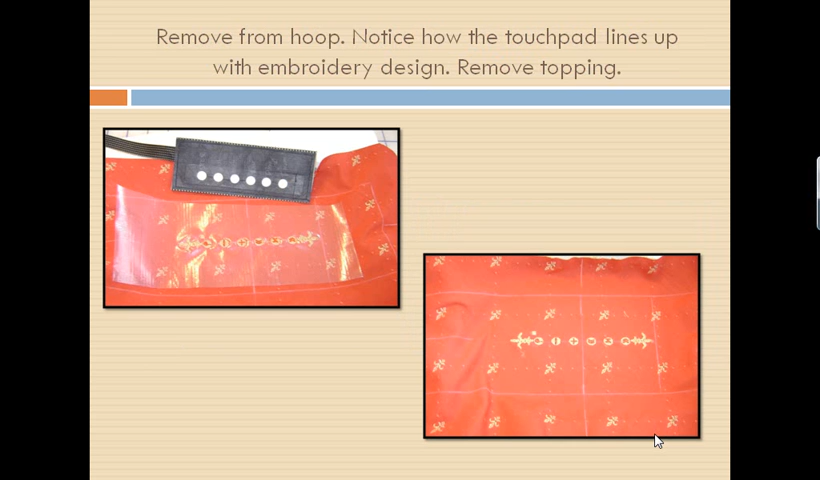 Remove from hoop. Notice how the touchpad lines up
with embroidery design. Remove topping.